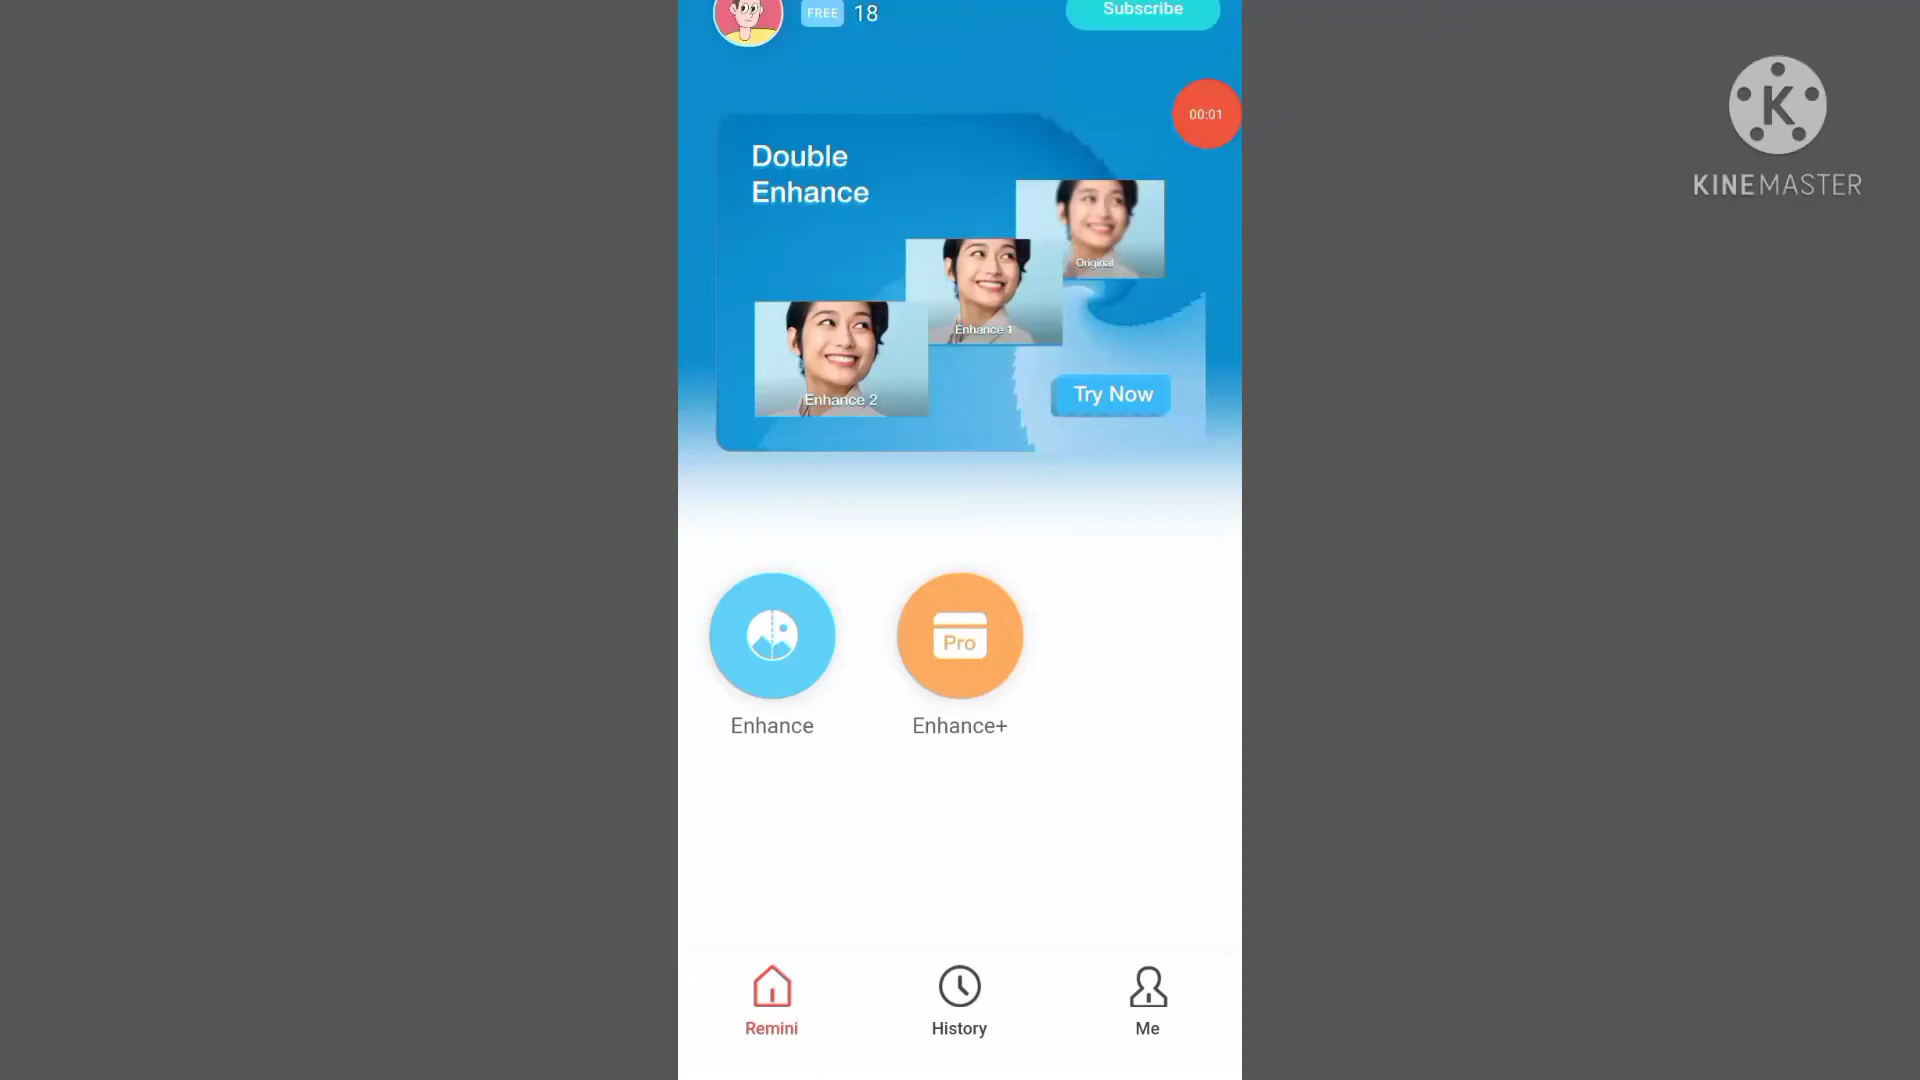 FREE 18
Subscribe
00:01
K
KINEMASTER
Double
Enhance
Original
Enhance 1
Enhance 2
Try Now
Pro
Enhance
Enhance+
Remini
History
Me